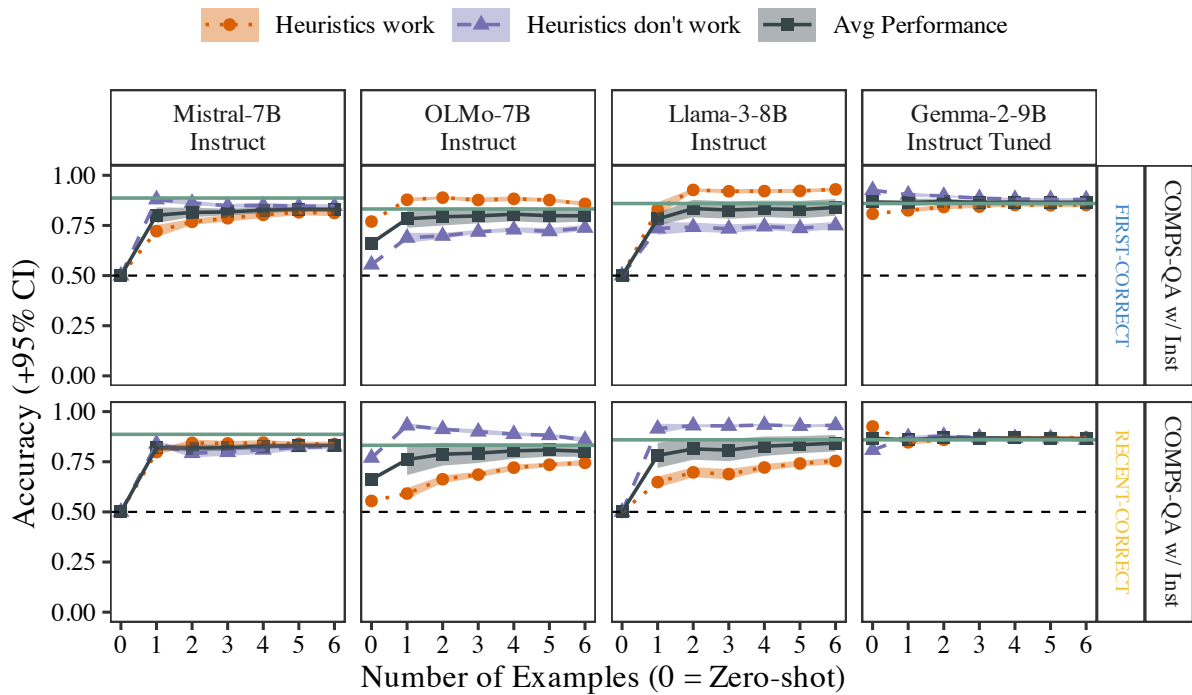 Heuristics work
Heuristics don't work
Avg Performance
Mistral-7B
Instruct
OLMo-7B
Instruct
Llama-3-8B
Instruct
Gemma-2-9B
Instruct Tuned
Accuracy (+95% CI)
1.00
0.75
0.50
0.25
0.00
FIRST-CORRECT
COMPS-QA w/ Inst
1.00
0.75
0.50
0.25
0.00
RECENT-CORRECT
COMPS-QA w/ Inst
0 1 2 3 4 5 6
0 1 2 3 4 5 6
0 1 2 3 4 5 6
0 1 2 3 4 5 6
Number of Examples (0 = Zero-shot)